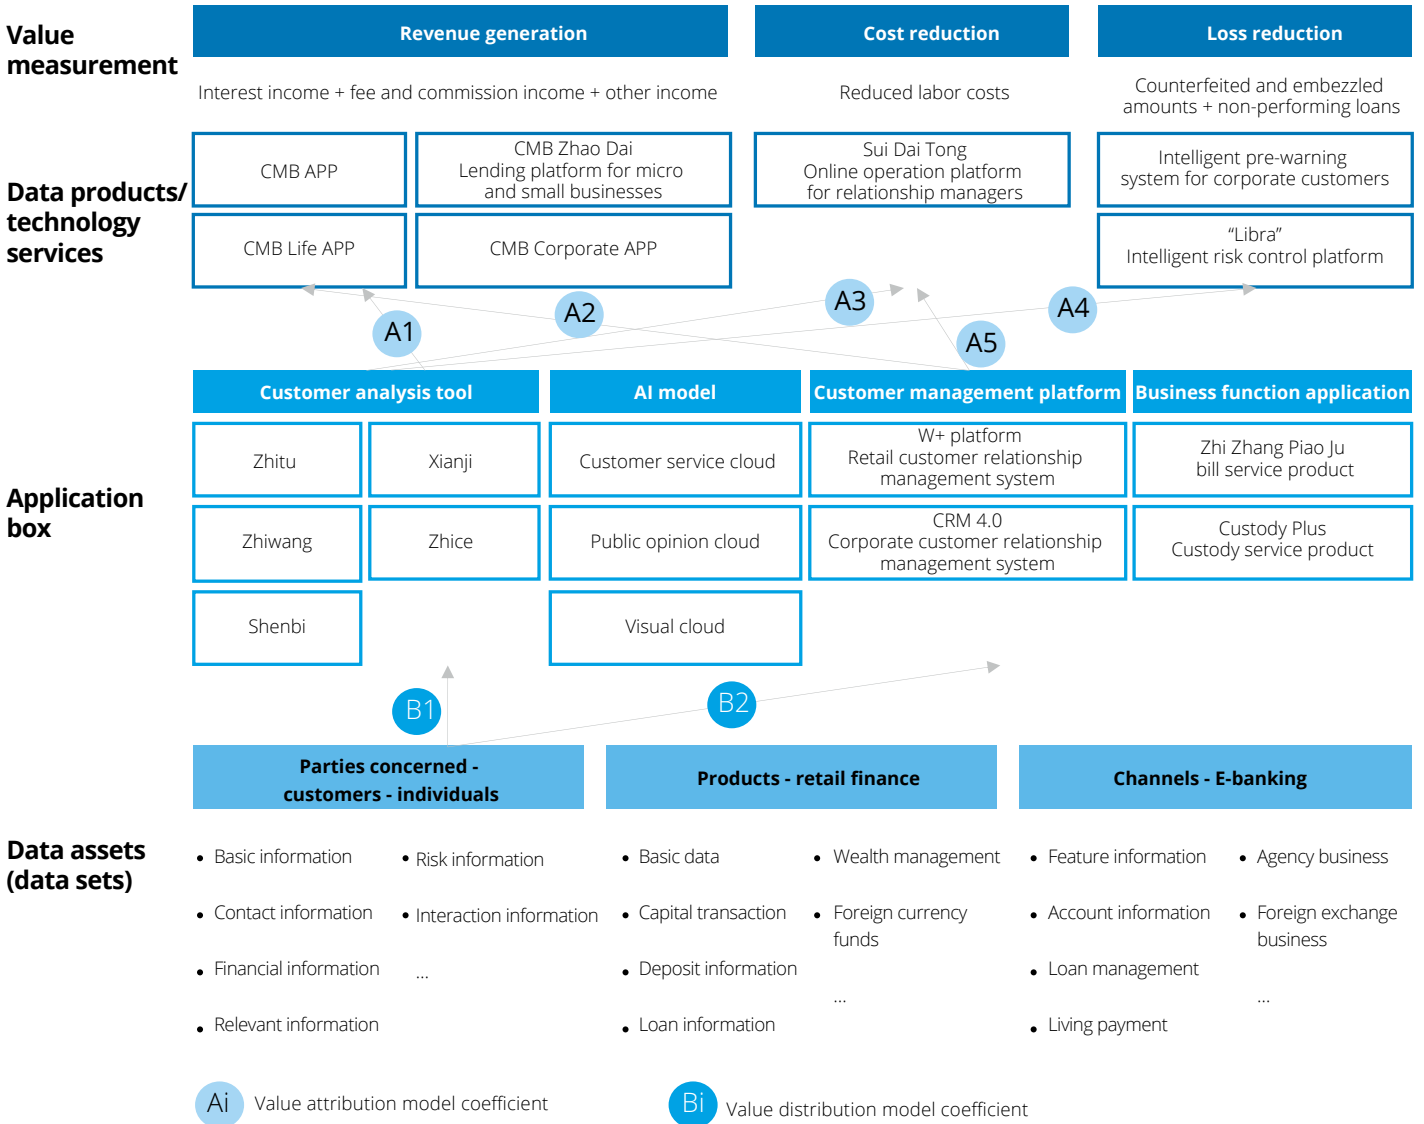 Value
measurement
Revenue generation
Cost reduction
Loss reduction
Interest income + fee and commission income + other income
Reduced labor costs
Counterfeited and embezzled
amounts + non-performing loans
Data products/
technology
services
CMB APP
CMB Zhao Dai
Lending platform for micro
and small businesses
Sui Dai Tong
Online operation platform
for relationship managers
Intelligent pre-warning
system for corporate customers
CMB Life APP
CMB Corporate APP
“Libra”
Intelligent risk control platform
A1
A2
A3
A4
A5
Application
box
Customer analysis tool
AI model
Customer management platform
Business function application
Zhitu
Xianji
Customer service cloud
W+ platform
Retail customer relationship
management system
Zhi Zhang Piao Ju
bill service product
Zhiwang
Zhice
Public opinion cloud
CRM 4.0
Corporate customer relationship
management system
Custody Plus
Custody service product
Shenbi
Visual cloud
B1
B2
Data assets
(data sets)
Parties concerned -
customers - individuals
Products - retail finance
Channels - E-banking
• Basic information
• Contact information
• Financial information
• Relevant information
• Risk information
• Interaction information
...
• Basic data
• Capital transaction
• Deposit information
• Loan information
• Wealth management
• Foreign currency
funds
...
• Feature information
• Account information
• Loan management
• Living payment
• Agency business
• Foreign exchange
business
...
Ai
Value attribution model coefficient
Bi
Value distribution model coefficient